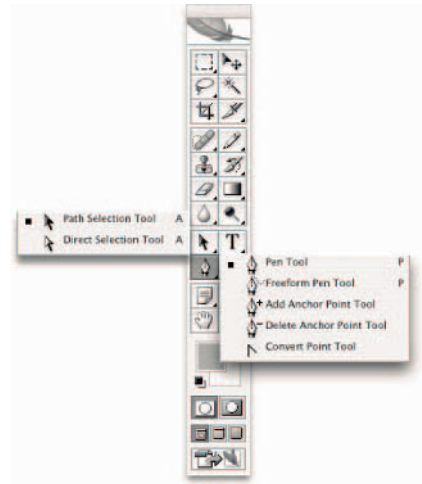 Path Selection Tool A
Direct Selection Tool A
T
Pen Tool P
Freeform Pen Tool P
Add Anchor Point Tool
Delete Anchor Point Tool
Convert Point Tool